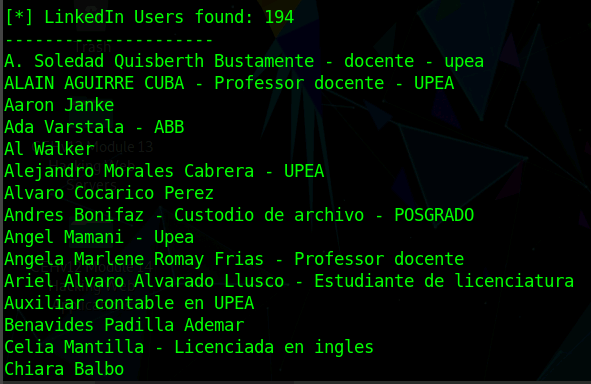 [*] LinkedIn Users found: 194
---------------------
A. Soledad Quisberth Bustamente - docente - upea
ALAIN AGUIRRE CUBA - Professor docente - UPEA
Aaron Janke
Ada Varstala - ABB
Al Walker
Alejandro Morales Cabrera - UPEA
Alvaro Cocarico Perez
Andres Bonifaz - Custodio de archivo - POSGRADO
Angel Mamani - Upea
Angela Marlene Romay Frias - Professor docente
Ariel Alvaro Alvarado Llusco - Estudiante de licenciatura
Auxiliar contable en UPEA
Benavides Padilla Ademar
Celia Mantilla - Licenciada en ingles
Chiara Balbo